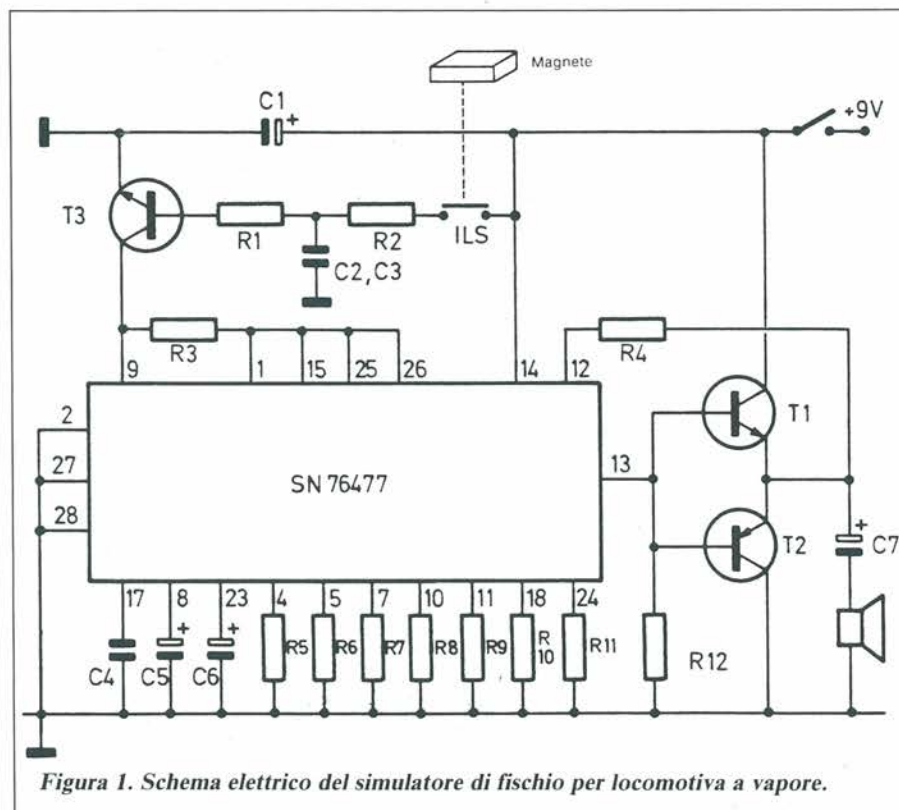 Magnete
C1
+
+9V
T3
R1
R2
ILS
C2, C3
R3
R4
9
1
15
25
26
14
12
T1
2
27
28
SN 76477
13
T2
+
C7
17
8
23
4
5
7
10
11
18
24
C4
+
C5
+
C6
R5
R6
R7
R8
R9
R
10
R11
R12
Figura 1. Schema elettrico del simulatore di fischio per locomotiva a vapore.